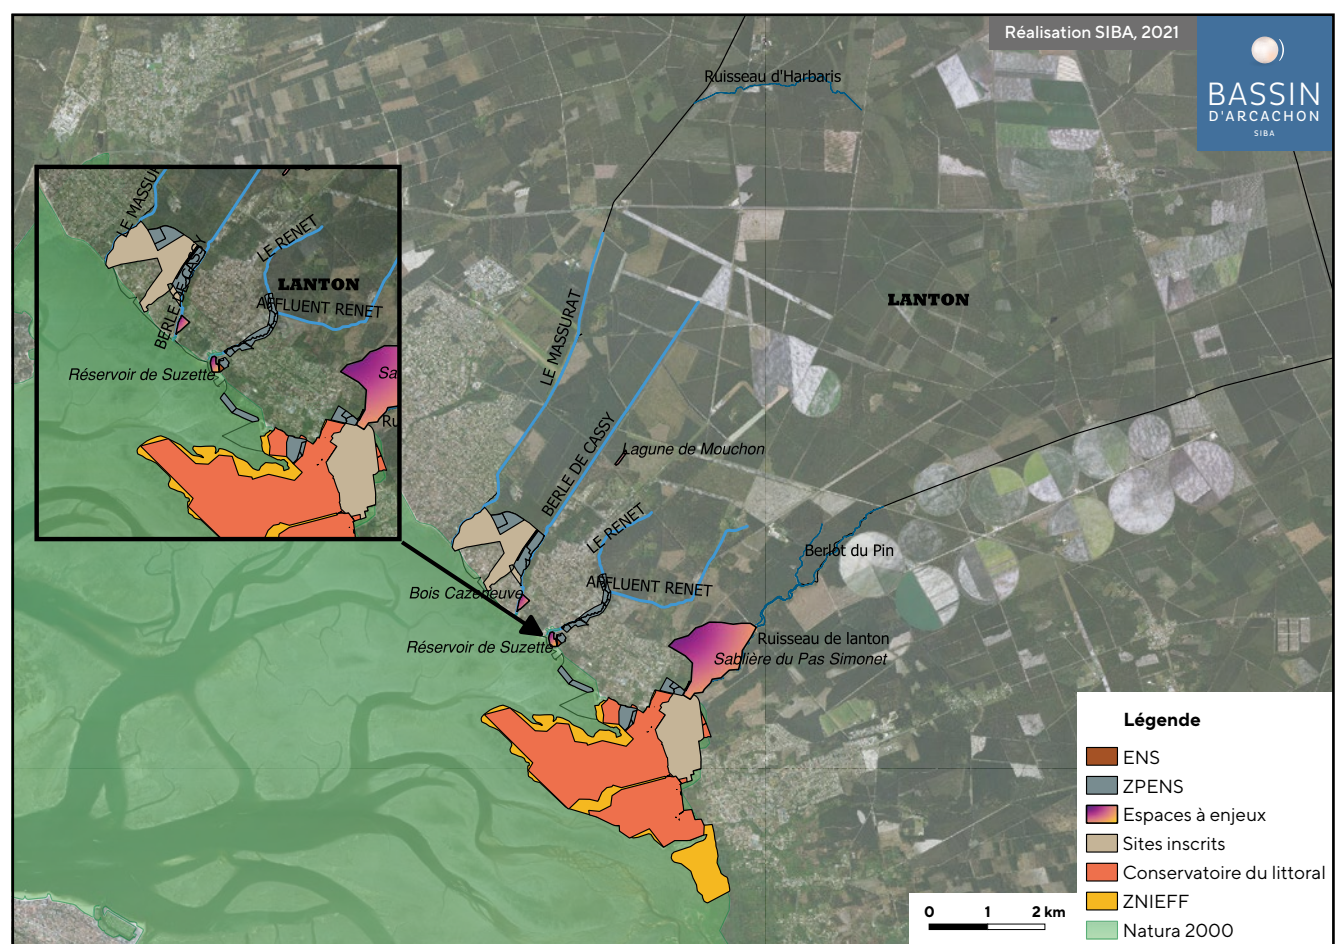 Réalisation SIBA, 2021
BASSIN
D'ARCACHON
SIBA
Ruisseau d'Harbaris
LE MASSUR
LE RENET
BERLE DE CASSY
LANTON
AFFLUENT RENET
Réservoir de Suzette
Sa
Ru
LANTON
LE MASSURAT
BERLE DE CASSY
Lagune de Mouchon
LE RENET
Berlot du Pin
AFFLUENT RENET
Bois Cazeneuve
Réservoir de Suzette
Ruisseau de lanton
Sablière du Pas Simonet
Légende
ENS
ZPENS
Espaces à enjeux
Sites inscrits
Conservatoire du littoral
ZNIEFF
Natura 2000
0 1 2 km